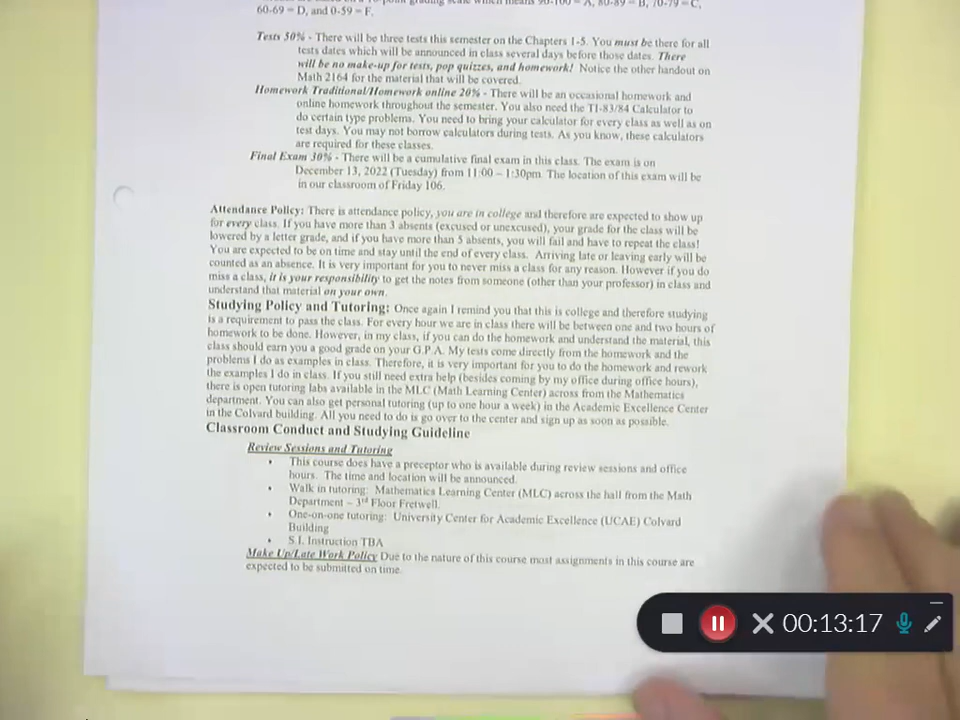 60-69 = D, and 0-59 = F.
Tests 50% - There will be three tests this semester on the Chapters 1-5. You must be there for all
tests dates which will be announced in class several days before those dates. There
will be no make-up for tests, pop quizzes, and homework! Notice the other handout on
Math 2164 for the material that will be covered.
Homework Traditional/Homework online 20% - There will be an occasional homework and
online homework throughout the semester. You also need the TI-83/84 Calculator to
do certain type problems. You need to bring your calculator for every class as well as on
test days. You may not borrow calculators during tests. As you know, these calculators
are required for these classes.
Final Exam 30% - There will be a cumulative final exam in this class. The exam is on
December 13, 2022 (Tuesday) from 11:00 – 1:30pm. The location of this exam will be
in our classroom of Friday 106.
Attendance Policy: There is attendance policy, you are in college and therefore are expected to show up
for every class. If you have more than 3 absents (excused or unexcused), your grade for the class will be
lowered by a letter grade, and if you have more than 5 absents, you will fail and have to repeat the class!
You are expected to be on time and stay until the end of every class. Arriving late or leaving early will be
counted as an absence. It is very important for you to never miss a class for any reason. However if you do
miss a class, it is your responsibility to get the notes from someone (other than your professor) in class and
understand that material on your own.
Studying Policy and Tutoring: Once again I remind you that this is college and therefore studying
is a requirement to pass the class. For every hour we are in class there will be between one and two hours of
homework to be done. However, in my class, if you can do the homework and understand the material, this
class should earn you a good grade on your G.P.A. My tests come directly from the homework and the
problems I do as examples in class. Therefore, it is very important for you to do the homework and rework
the examples I do in class. If you still need extra help (besides coming by my office during office hours),
there is open tutoring labs available in the MLC (Math Learning Center) across from the Mathematics
department. You can also get personal tutoring (up to one hour a week) in the Academic Excellence Center
in the Colvard building. All you need to do is go over to the center and sign up as soon as possible.
Classroom Conduct and Studying Guideline
Review Sessions and Tutoring
• This course does have a preceptor who is available during review sessions and office
hours. The time and location will be announced.
• Walk in tutoring: Mathematics Learning Center (MLC) across the hall from the Math
Department – 3rd Floor Fretwell.
• One-on-one tutoring: University Center for Academic Excellence (UCAE) Colvard
Building
• S.I. Instruction TBA
Make Up/Late Work Policy Due to the nature of this course most assignments in this course are
expected to be submitted on time.
00:13:17